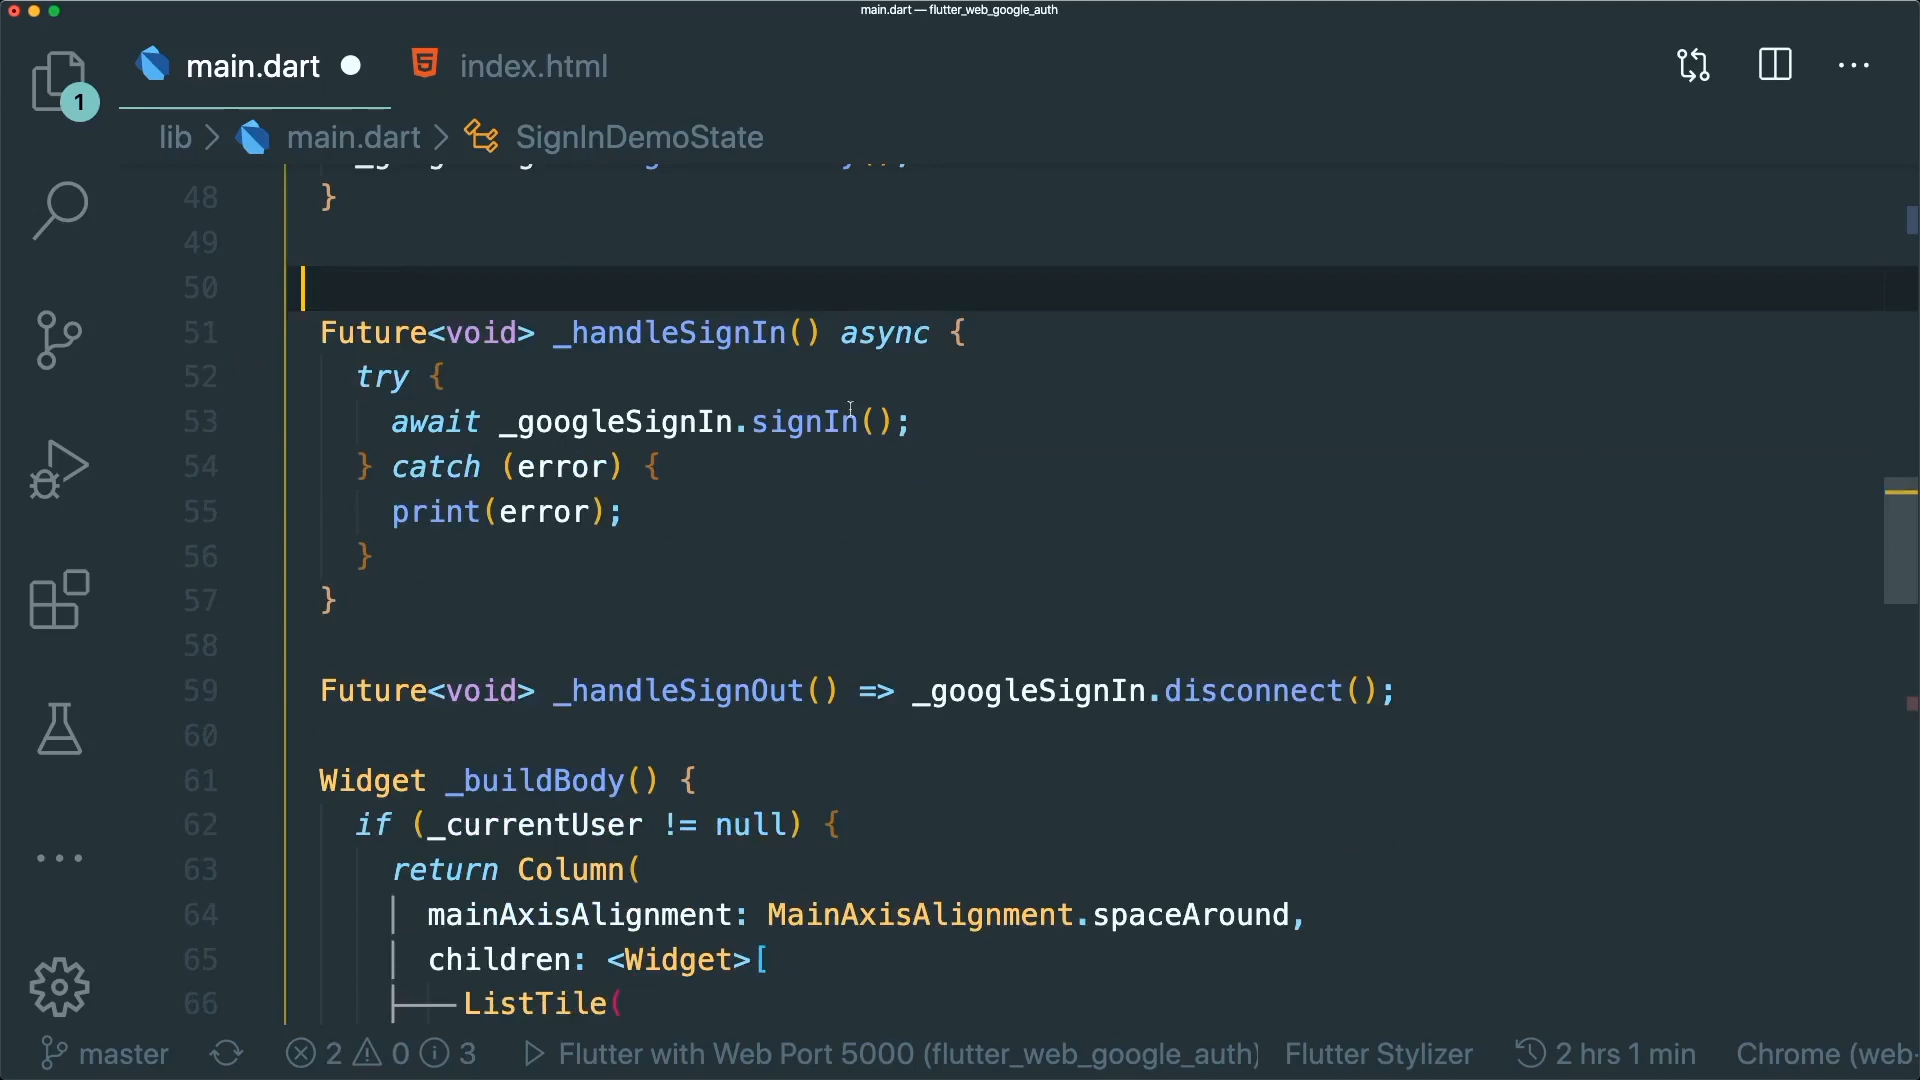 main.dart — flutter_web_google_auth
main.dart ● index.html
1
lib > main.dart > SignInDemoState
48 }
49
50
51 Future<void> _handleSignIn() async {
52 try {
53 await _googleSignIn.signIn();
54 } catch (error) {
55 print(error);
56 }
57 }
58
59 Future<void> _handleSignOut() => _googleSignIn.disconnect();
60
61 Widget _buildBody() {
62 if (_currentUser != null) {
63 return Column(
64 mainAxisAlignment: MainAxisAlignment.spaceAround,
65 children: <Widget>[
66 ListTile(
master 2 0 3 Flutter with Web Port 5000 (flutter_web_google_auth) Flutter Stylizer 2 hrs 1 min Chrome (web-